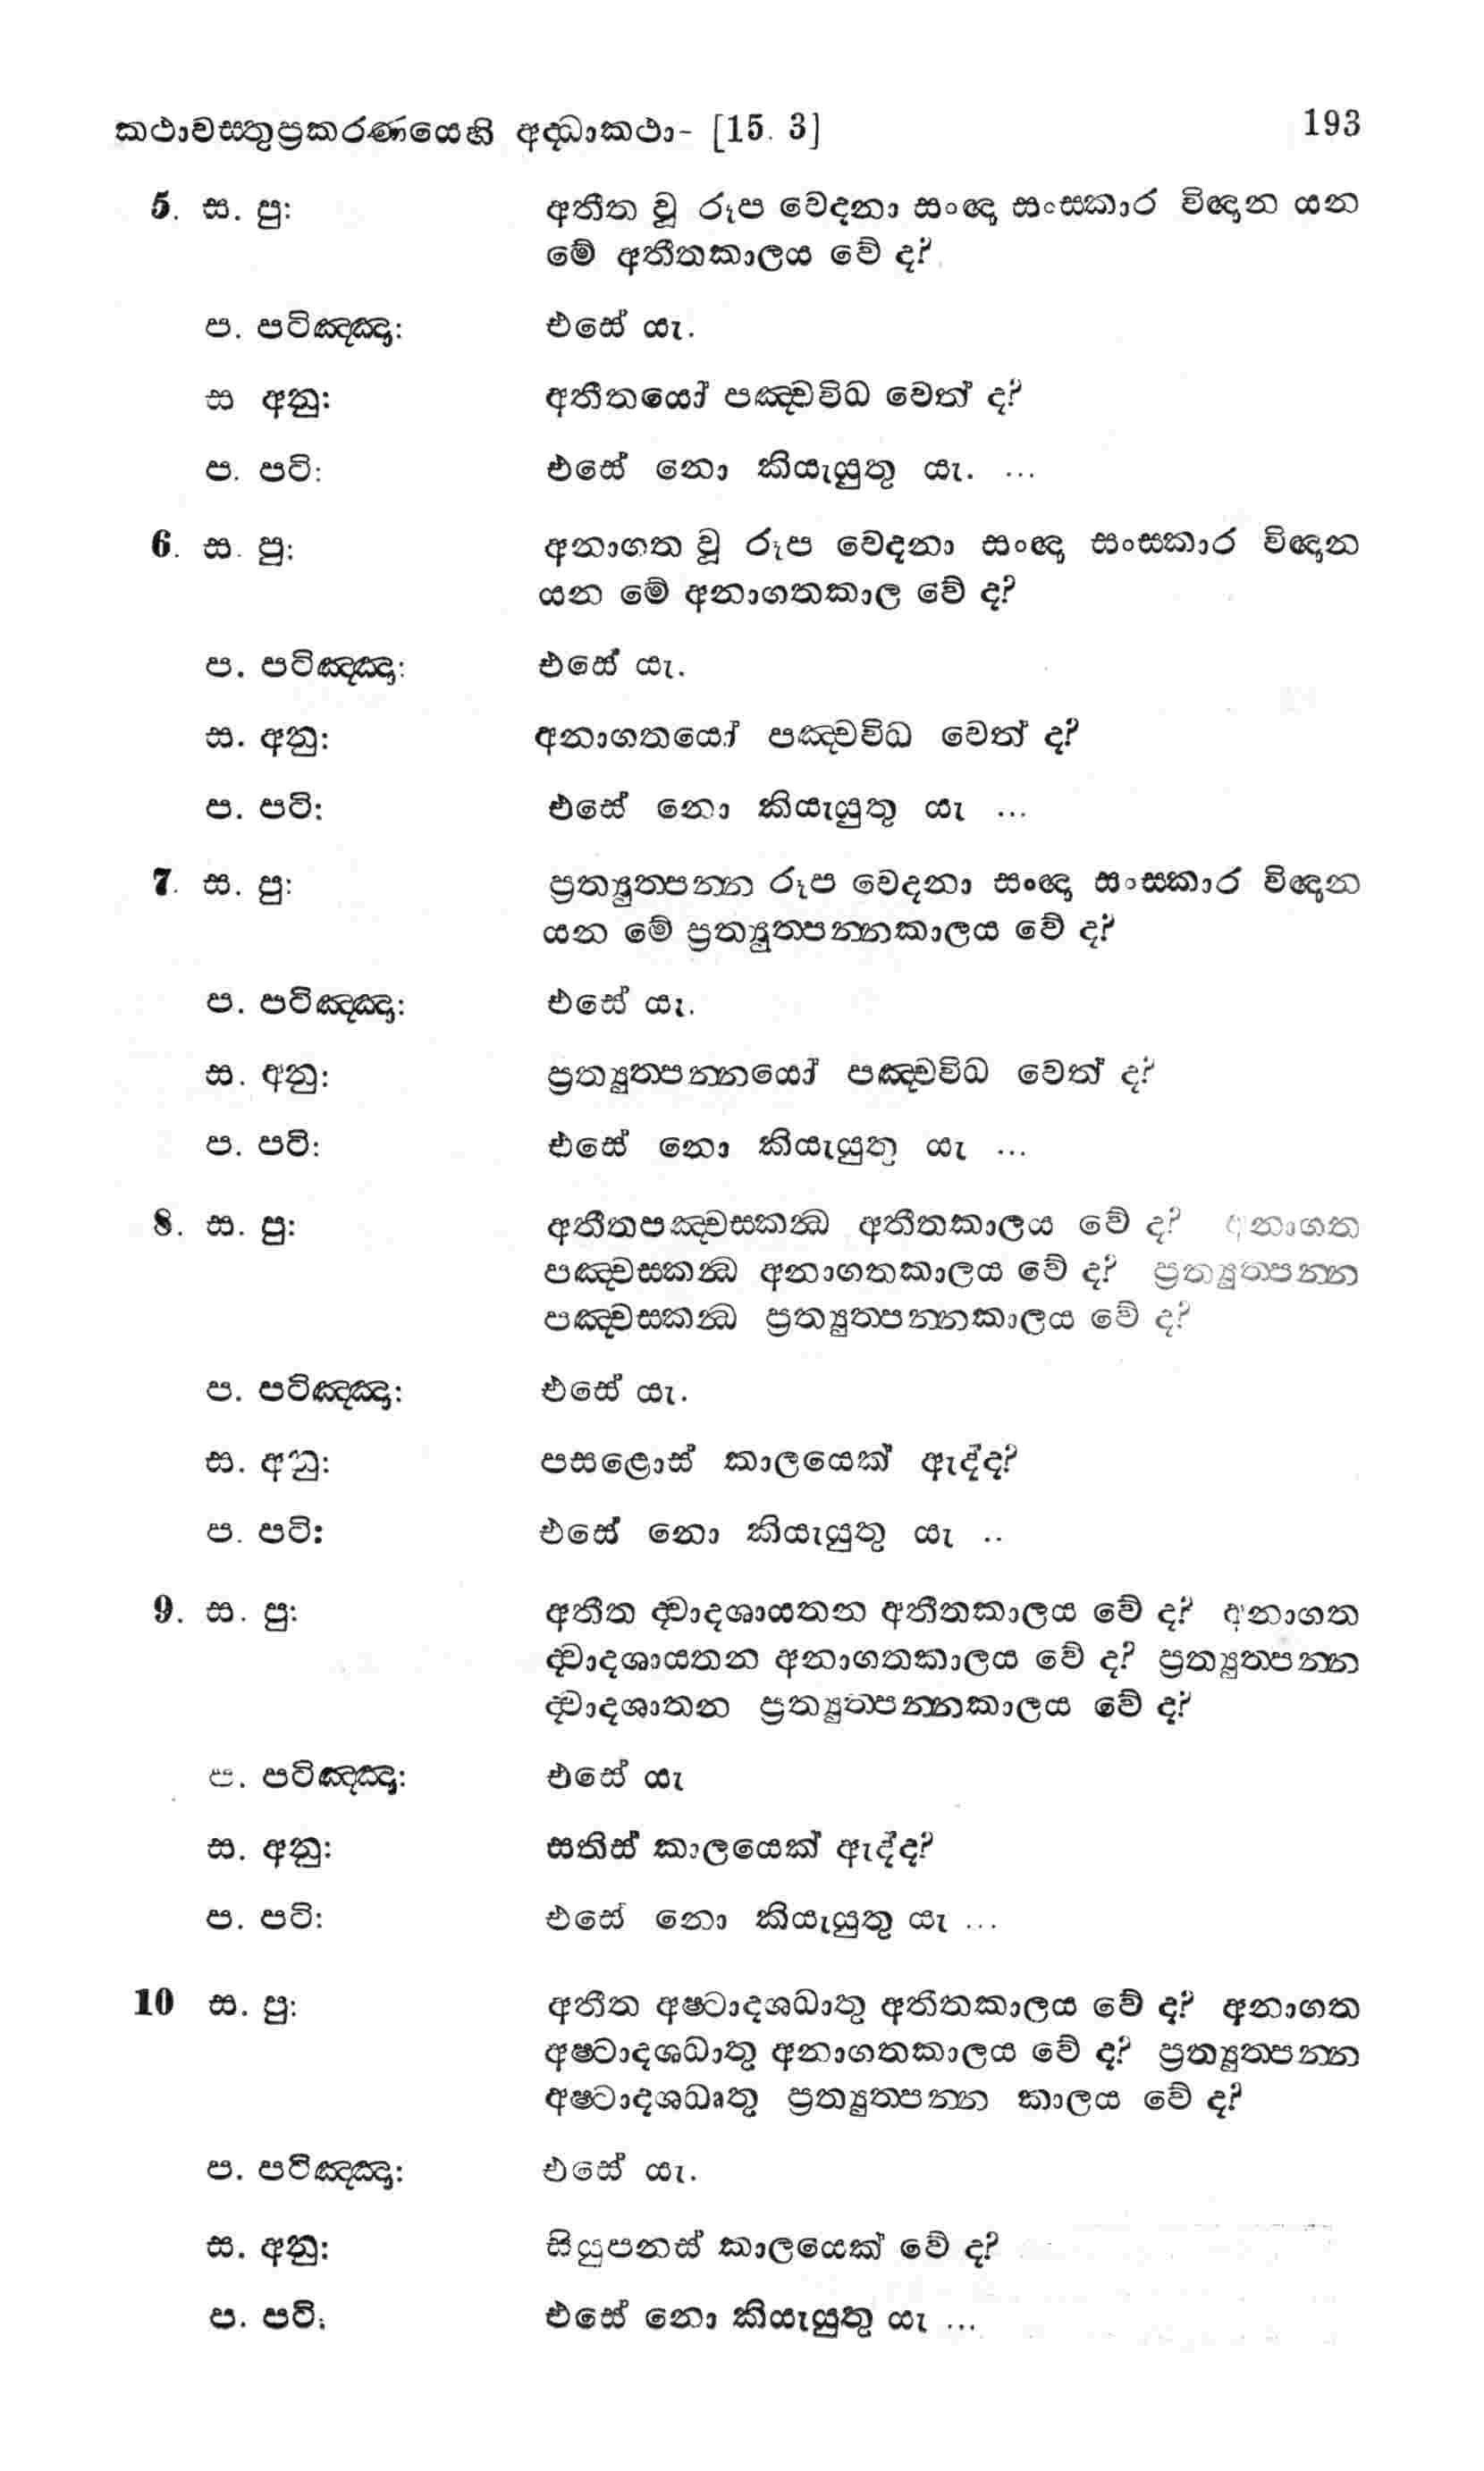 කථාවස්තුප්‍රකරණයෙහි අද්ධාකථා- [15. 3] 193
5. ස. පු: අතීත වූ රූප වෙදනා සංඥා සංස්කාර විඥාන යන
මේ අතීතකාලය වේ ද?
ප. පටිඤ්ඤා: එසේ යැ.
ස අනු: අතීතයෝ පඤ්චවිධ වෙත් ද?
ප. පටි: එසේ නො කියැයුතු යැ. ...
6. ස. පු: අනාගත වූ රූප වෙදනා සංඥා සංස්කාර විඥාන
යන මේ අනාගතකාල වේ ද?
ප. පටිඤ්ඤා: එසේ යැ.
ස. අනු: අනාගතයෝ පඤ්චවිධ වෙත් ද?
ප. පටි: එසේ නො කියැයුතු යැ ...
7. ස. පු: ප්‍රත්‍යුත්පන්න රූප වෙදනා සංඥා සංස්කාර විඥාන
යන මේ ප්‍රත්‍යුත්පන්නකාලය වේ ද?
ප. පටිඤ්ඤා: එසේ යැ.
ස. අනු: ප්‍රත්‍යුත්පන්නයෝ පඤ්චවිධ වෙත් ද?
ප. පටි: එසේ නො කියැයුතු යැ ...
8. ස. පු: අතීතපඤ්චස්කන්ධ අතීතකාලය වේ ද? අනාගත
පඤ්චස්කන්ධ අනාගතකාලය වේ ද? ප්‍රත්‍යුත්පන්න
පඤ්චස්කන්ධ ප්‍රත්‍යුත්පන්නකාලය වේ ද?
ප. පටිඤ්ඤා: එසේ යැ.
ස. අනු: පසළොස් කාලයෙක් ඇද්ද?
ප. පටි: එසේ නො කියැයුතු යැ ..
9. ස. පු: අතීත ද්වාදශායතන අතීතකාලය වේ ද? අනාගත
ද්වාදශායතන අනාගතකාලය වේ ද? ප්‍රත්‍යුත්පන්න
ද්වාදශාතන ප්‍රත්‍යුත්පන්නකාලය වේ ද?
ප. පටිඤ්ඤා: එසේ යැ
ස. අනු: සතිස් කාලයෙක් ඇද්ද?
ප. පටි: එසේ නො කියැයුතු යැ ...
10 ස. පු: අතීත අෂ්ටාදශධාතු අතීතකාලය වේ ද? අනාගත
අෂ්ටාදශධාතු අනාගතකාලය වේ ද? ප්‍රත්‍යුත්පන්න
අෂ්ටාදශධෘතු ප්‍රත්‍යුත්පන්න කාලය වේ ද?
ප. පටිඤ්ඤා: එසේ යැ.
ස. අනු: සියුපනස් කාලයෙක් වේ ද?
ප. පටි: එසේ නො කියැයුතු යැ ...